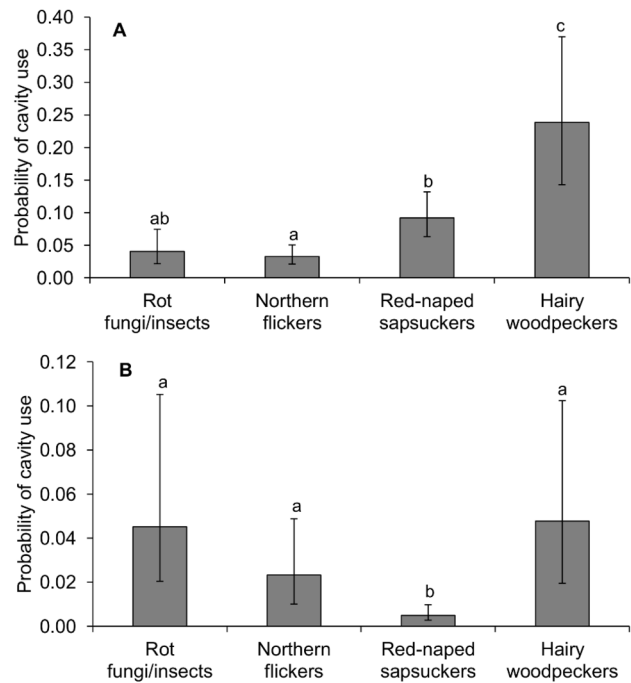 A
Probability of cavity use
0.40
0.35
0.30
0.25
0.20
0.15
0.10
0.05
0.00
ab
a
b
c
Rot
fungi/insects
Northern
flickers
Red-naped
sapsuckers
Hairy
woodpeckers
B
Probability of cavity use
0.12
0.10
0.08
0.06
0.04
0.02
0.00
a
a
b
a
Rot
fungi/insects
Northern
flickers
Red-naped
sapsuckers
Hairy
woodpeckers